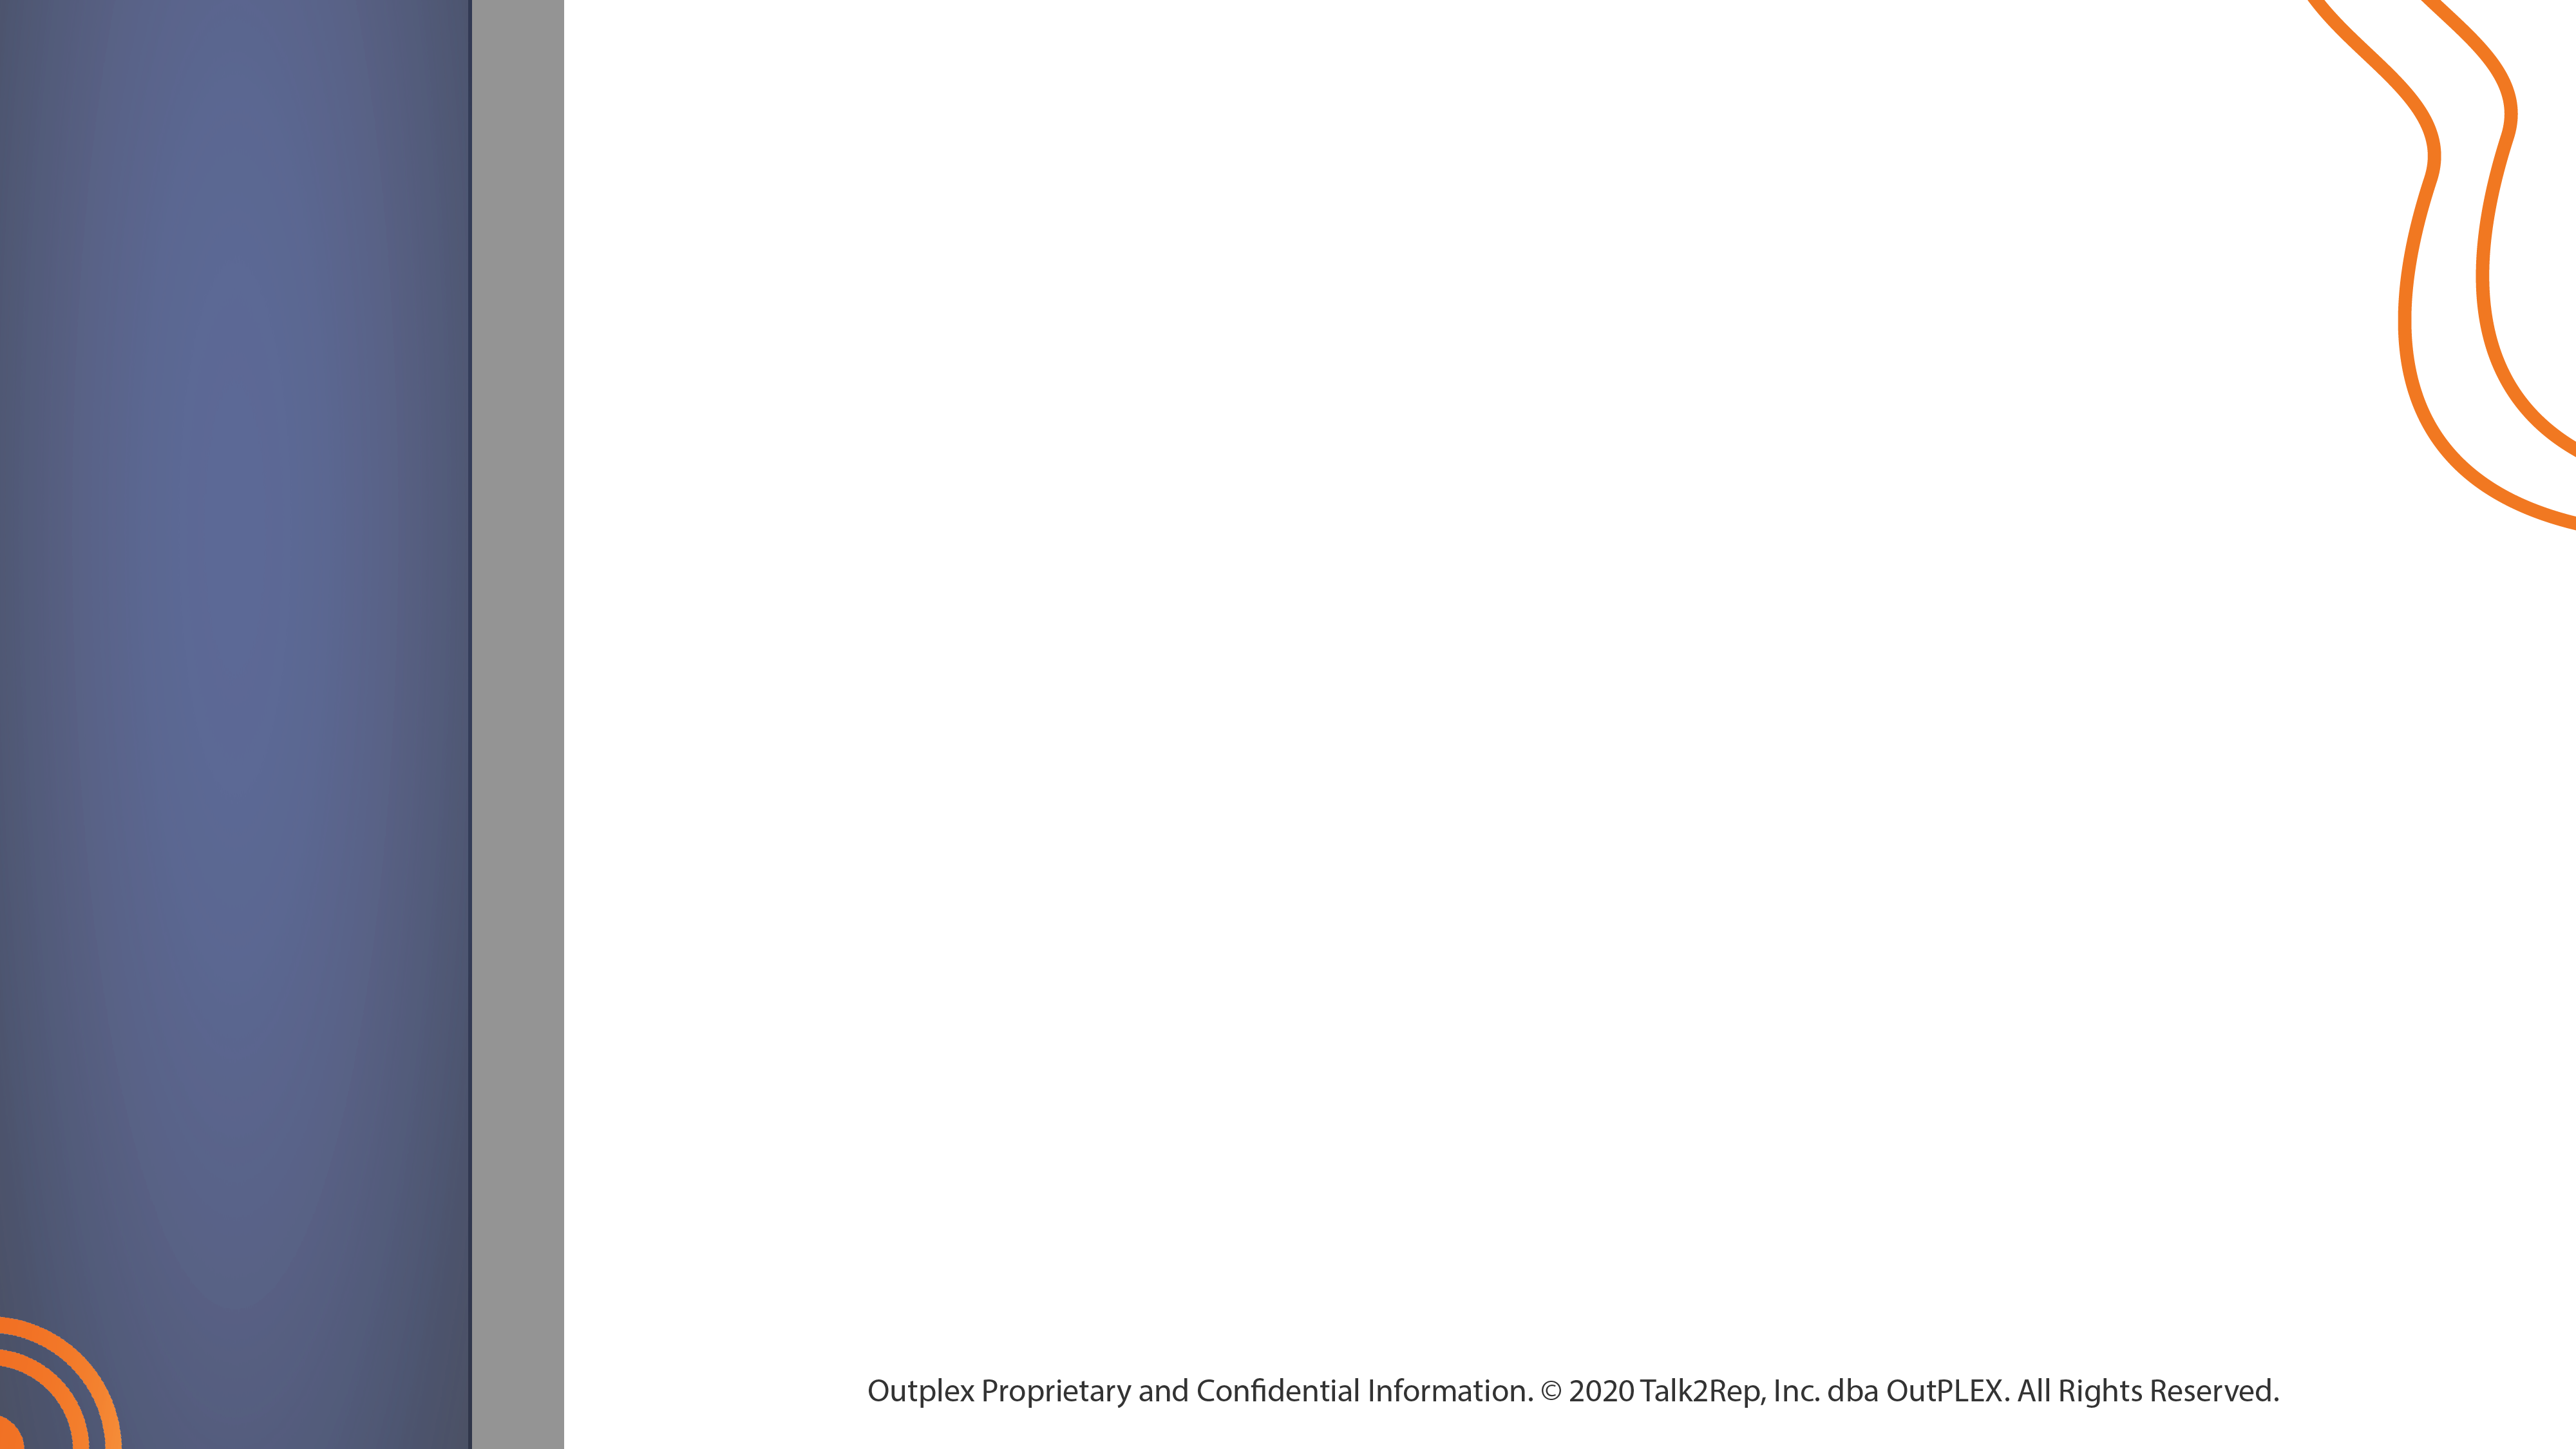 Outplex Proprietary and Confidential Information. © 2020 Talk2Rep, Inc. dba OutPLEX. All Rights Reserved.